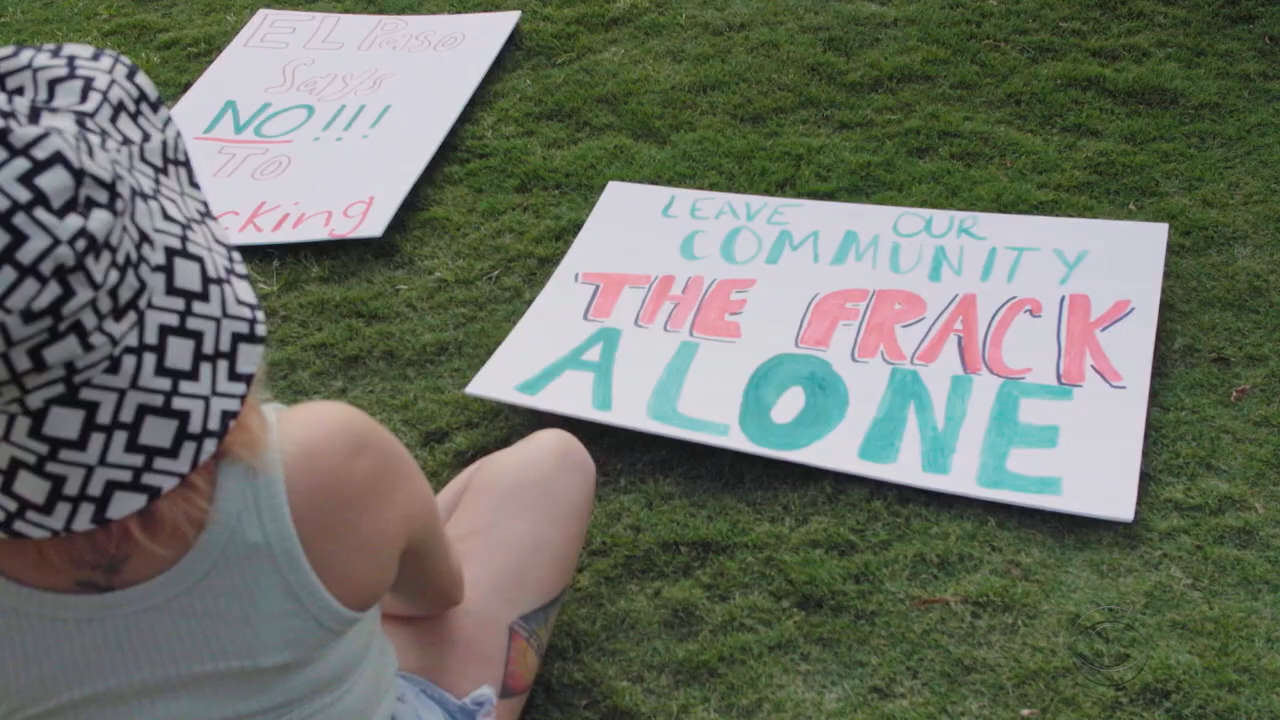 EL Paso
Says
NO!!!
To
cking
LEAVE OUR
COMMUNITY
THE FRACK
ALONE